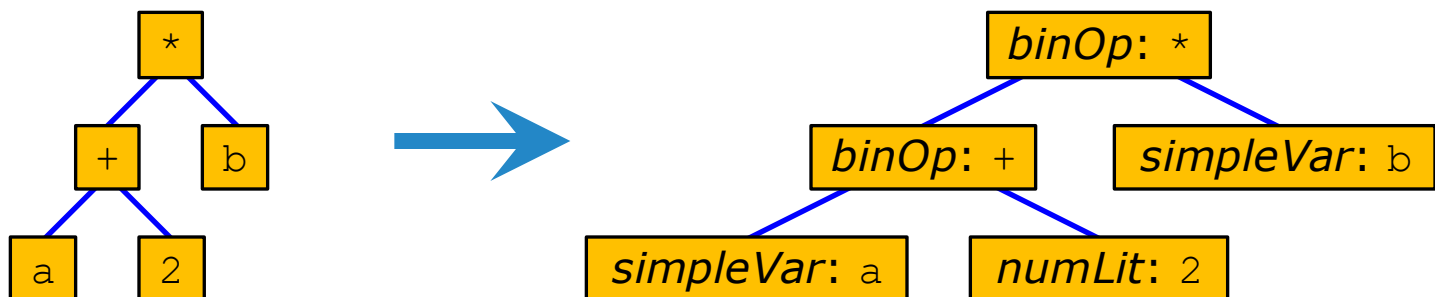 * binOp: *
+ b binOp: + simpleVar: b
a 2 simpleVar: a numLit: 2